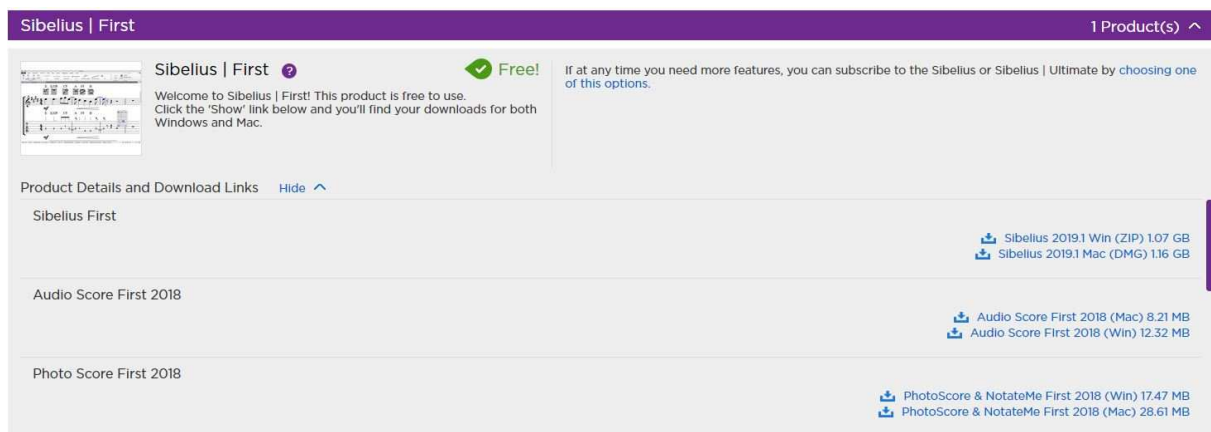 Sibelius | First
1 Product(s)
Sibelius | First
Free!
Welcome to Sibelius | First! This product is free to use.
Click the 'Show' link below and you'll find your downloads for both
Windows and Mac.
If at any time you need more features, you can subscribe to the Sibelius or Sibelius | Ultimate by choosing one
of this options.
Product Details and Download Links Hide
Sibelius First
Sibelius 2019.1 Win (ZIP) 1.07 GB
Sibelius 2019.1 Mac (DMG) 1.16 GB
Audio Score First 2018
Audio Score First 2018 (Mac) 8.21 MB
Audio Score First 2018 (Win) 12.32 MB
Photo Score First 2018
PhotoScore & NotateMe First 2018 (Win) 17.47 MB
PhotoScore & NotateMe First 2018 (Mac) 28.61 MB